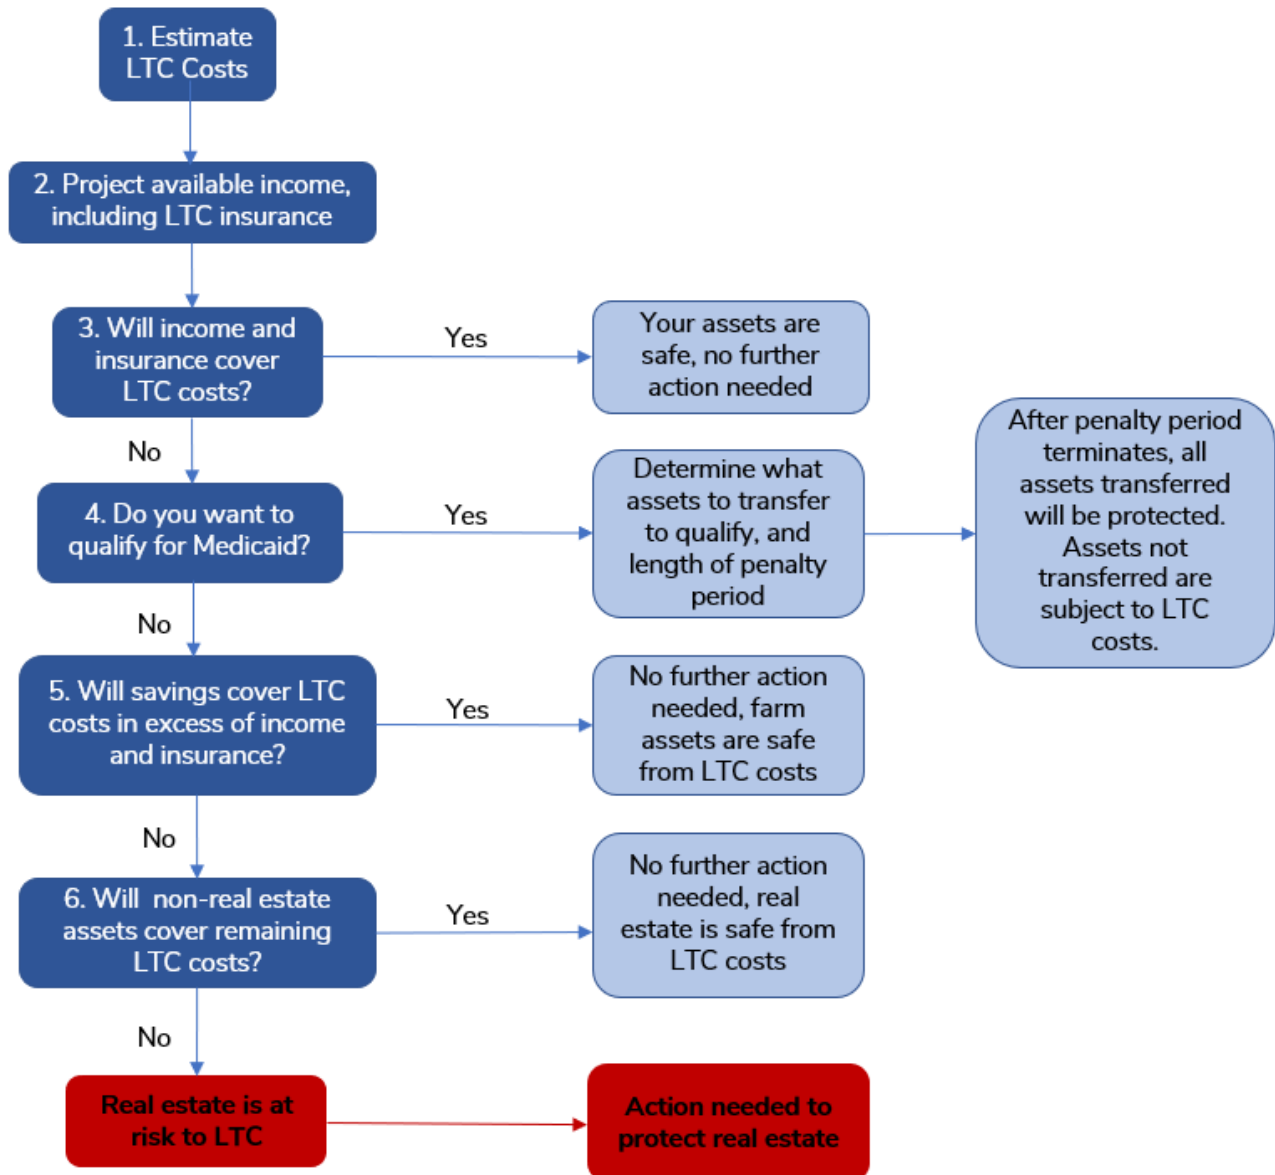 1. Estimate
LTC Costs
2. Project available income,
including LTC insurance
3. Will income and
insurance cover
LTC costs?
Yes
Your assets are
safe, no further
action needed
No
4. Do you want to
qualify for Medicaid?
Yes
Determine what
assets to transfer
to qualify, and
length of penalty
period
After penalty period
terminates, all
assets transferred
will be protected.
Assets not
transferred are
subject to LTC
costs.
No
5. Will savings cover LTC
costs in excess of income
and insurance?
Yes
No further action
needed, farm
assets are safe
from LTC costs
No
6. Will non-real estate
assets cover remaining
LTC costs?
Yes
No further action
needed, real
estate is safe from
LTC costs
No
Real estate is at
risk to LTC
Action needed to
protect real estate